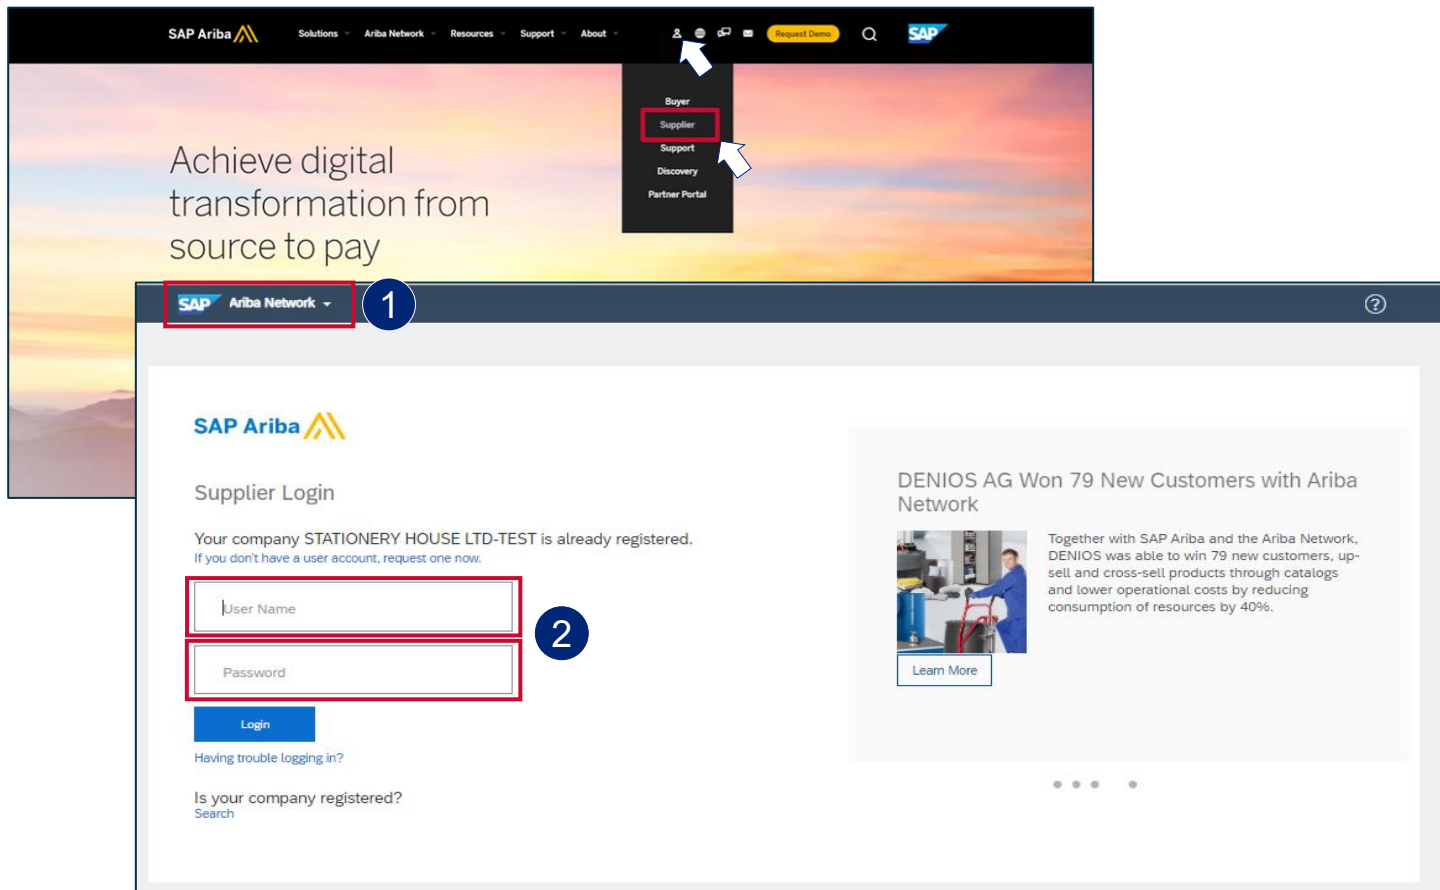 SAP Ariba
Solutions
Ariba Network
Resources
Support
About
Request Demo
SAP
Buyer
Supplier
Support
Discovery
Partner Portal
Achieve digital
transformation from
source to pay
SAP Ariba Network
1
?
SAP Ariba
Supplier Login
Your company STATIONERY HOUSE LTD-TEST is already registered.
If you don't have a user account, request one now.
User Name
2
Password
Login
Having trouble logging in?
Is your company registered?
Search
DENIOS AG Won 79 New Customers with Ariba
Network
Together with SAP Ariba and the Ariba Network,
DENIOS was able to win 79 new customers, up-
sell and cross-sell products through catalogs
and lower operational costs by reducing
consumption of resources by 40%.
Learn More